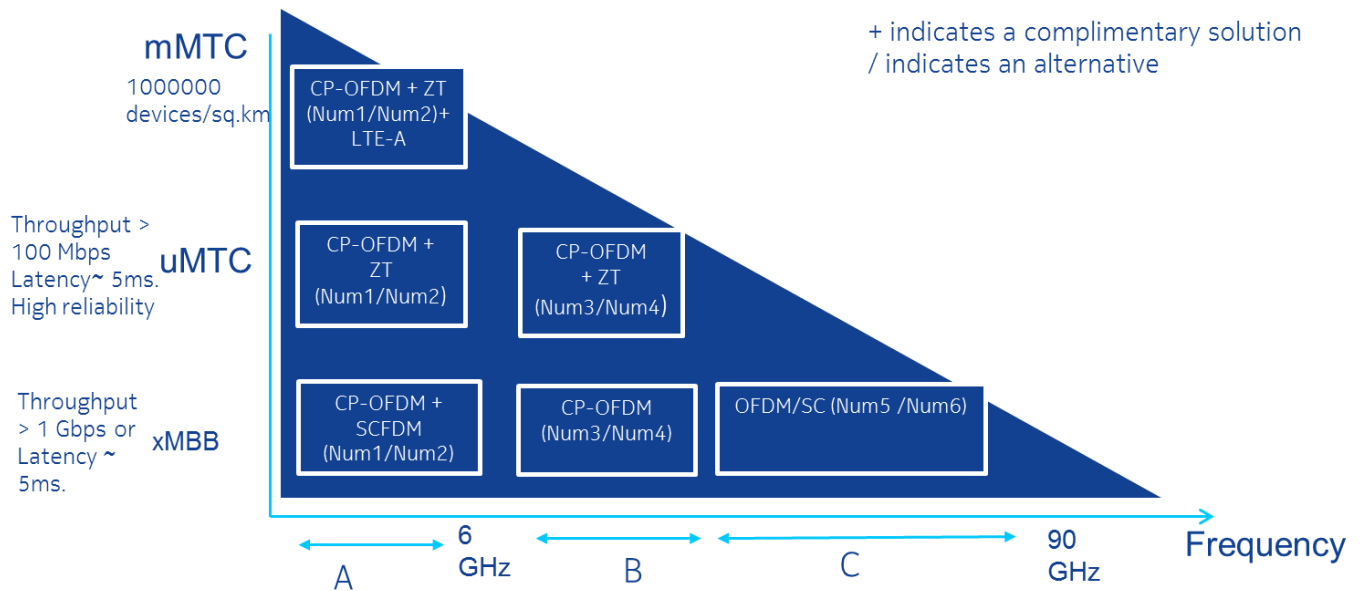 mMTC
1000000
devices/sq.km
+ indicates a complimentary solution
/ indicates an alternative
CP-OFDM + ZT
(Num1/Num2)+
LTE-A
Throughput >
100 Mbps
Latency~ 5ms.
High reliability
uMTC
CP-OFDM +
ZT
(Num1/Num2)
CP-OFDM
+ ZT
(Num3/Num4)
Throughput
> 1 Gbps or
Latency ~
5ms.
xMBB
CP-OFDM +
SCFDM
(Num1/Num2)
CP-OFDM
(Num3/Num4)
OFDM/SC (Num5 /Num6)
6
GHz
90
GHz
Frequency
A
B
C